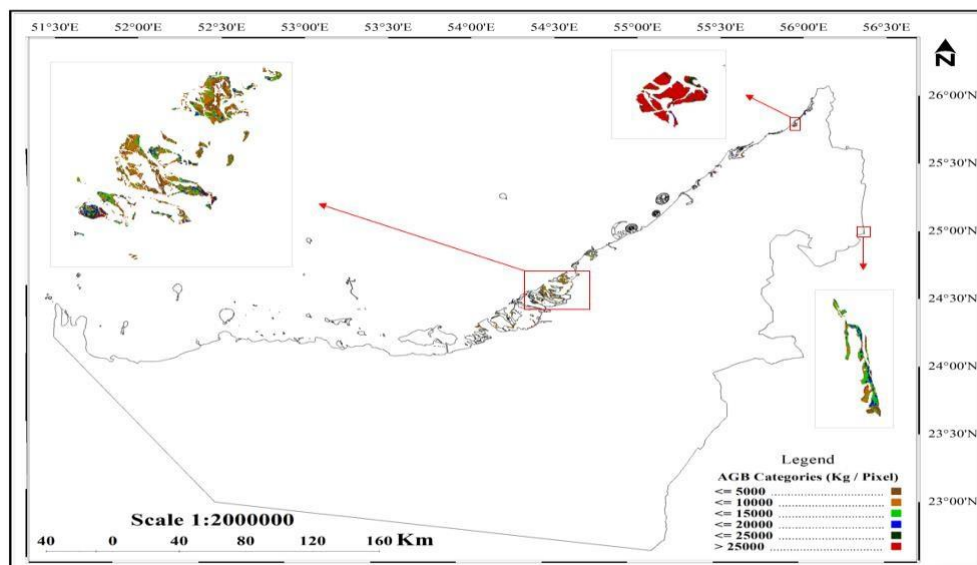 51°30'E 52°00'E 52°30'E 53°00'E 53°30'E 54°00'E 54°30'E 55°00'E 55°30'E 56°00'E 56°30'E
N
26°00'N
25°30'N
25°00'N
24°30'N
24°00'N
23°30'N
23°00'N
Legend
AGB Categories (Kg / Pixel)
<= 5000
<= 10000
<= 15000
<= 20000
<= 25000
> 25000
Scale 1:2000000
40 0 40 80 120 160 Km